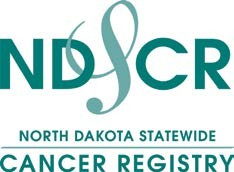 NDSCR
NORTH DAKOTA STATEWIDE
CANCER REGISTRY